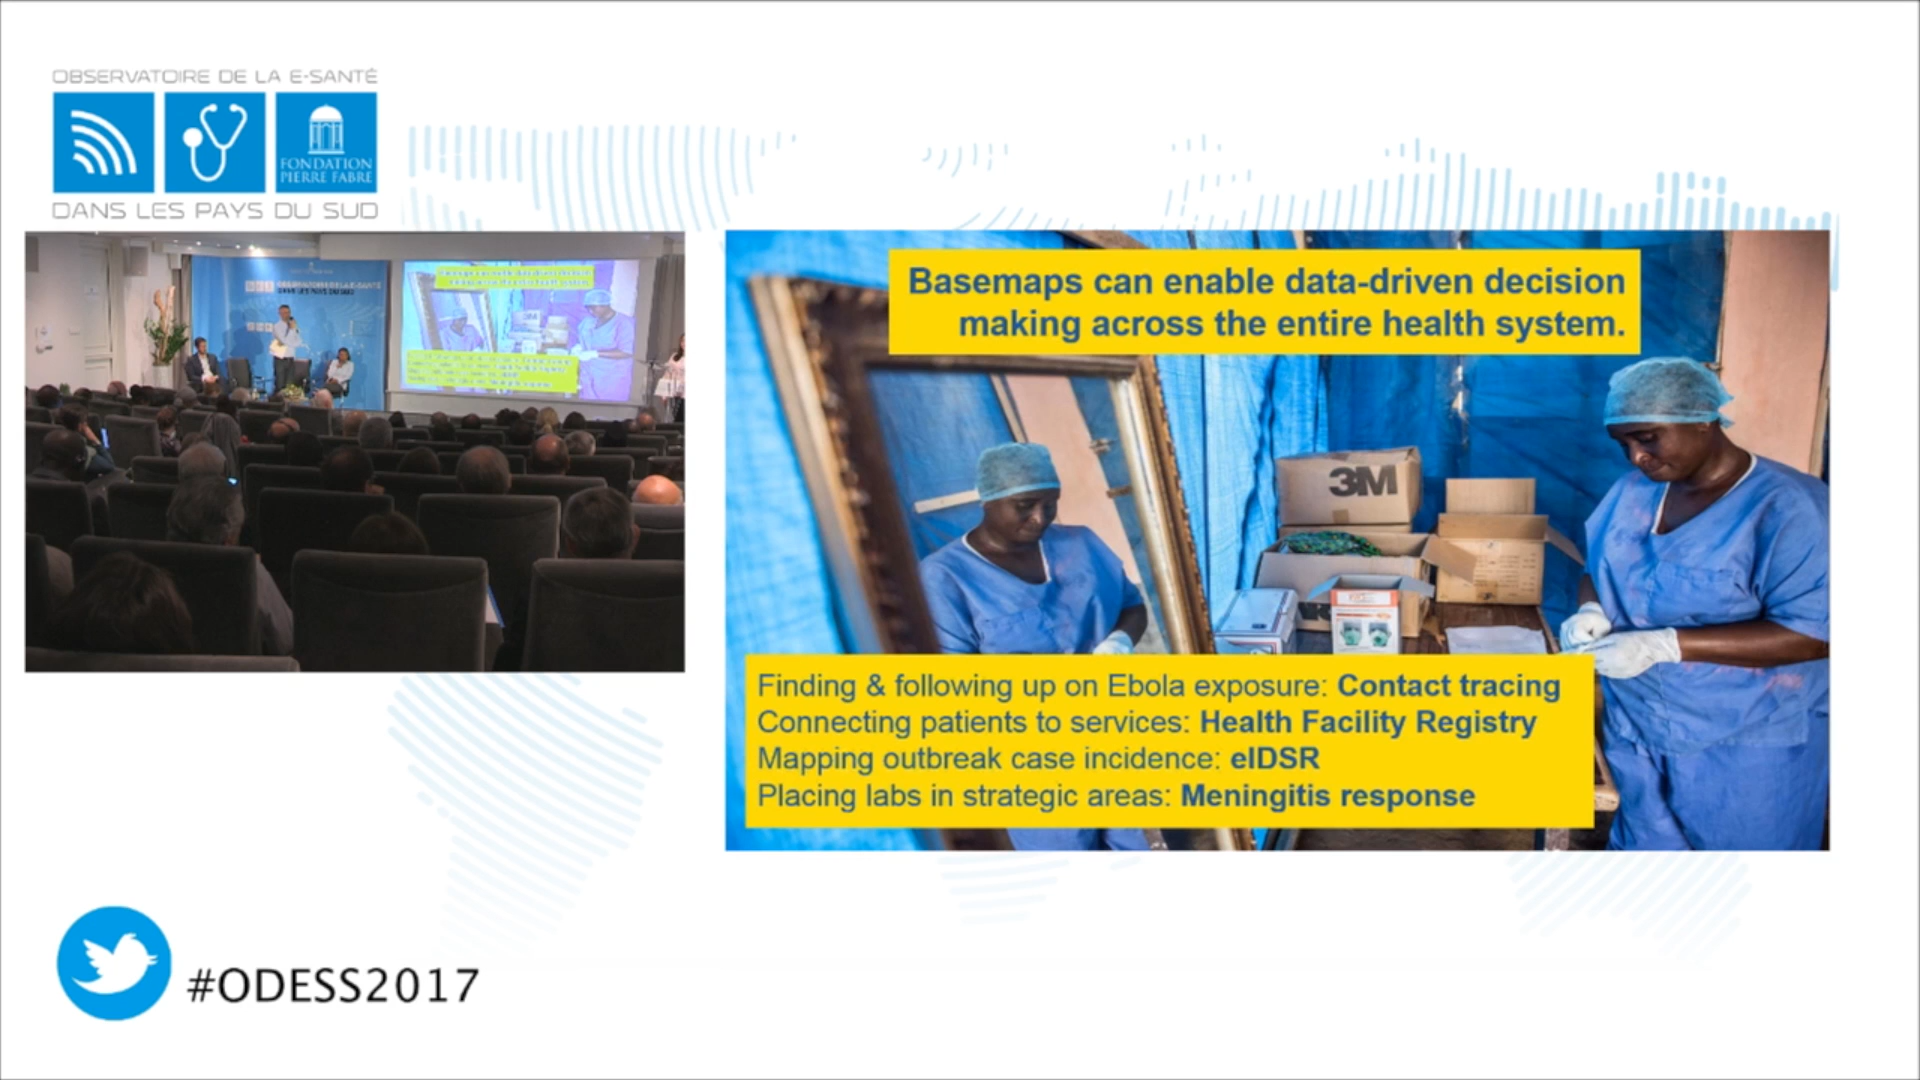 OBSERVATOIRE DE LA E-SANTÉ
FONDATION
PIERRE FABRE
DANS LES PAYS DU SUD
Basemaps can enable data-driven decision
making across the entire health system.
3M
Finding & following up on Ebola exposure: Contact tracing
Connecting patients to services: Health Facility Registry
Mapping outbreak case incidence: eIDSR
Placing labs in strategic areas: Meningitis response
#ODESS2017